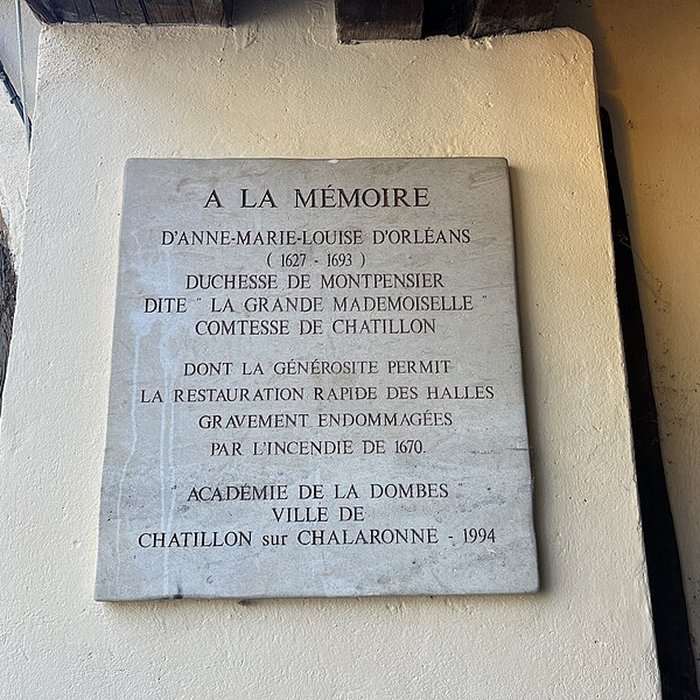 A LA MÉMOIRE
D'ANNE-MARIE-LOUISE D'ORLÉANS
( 1627 - 1693 )
DUCHESSE DE MONTPENSIER
DITE " LA GRANDE MADEMOISELLE "
COMTESSE DE CHATILLON
DONT LA GÉNÉROSITE PERMIT
LA RESTAURATION RAPIDE DES HALLES
GRAVEMENT ENDOMMAGÉES
PAR L'INCENDIE DE 1670.
" ACADÉMIE DE LA DOMBES "
VILLE DE
CHATILLON sur CHALARONNE - 1994